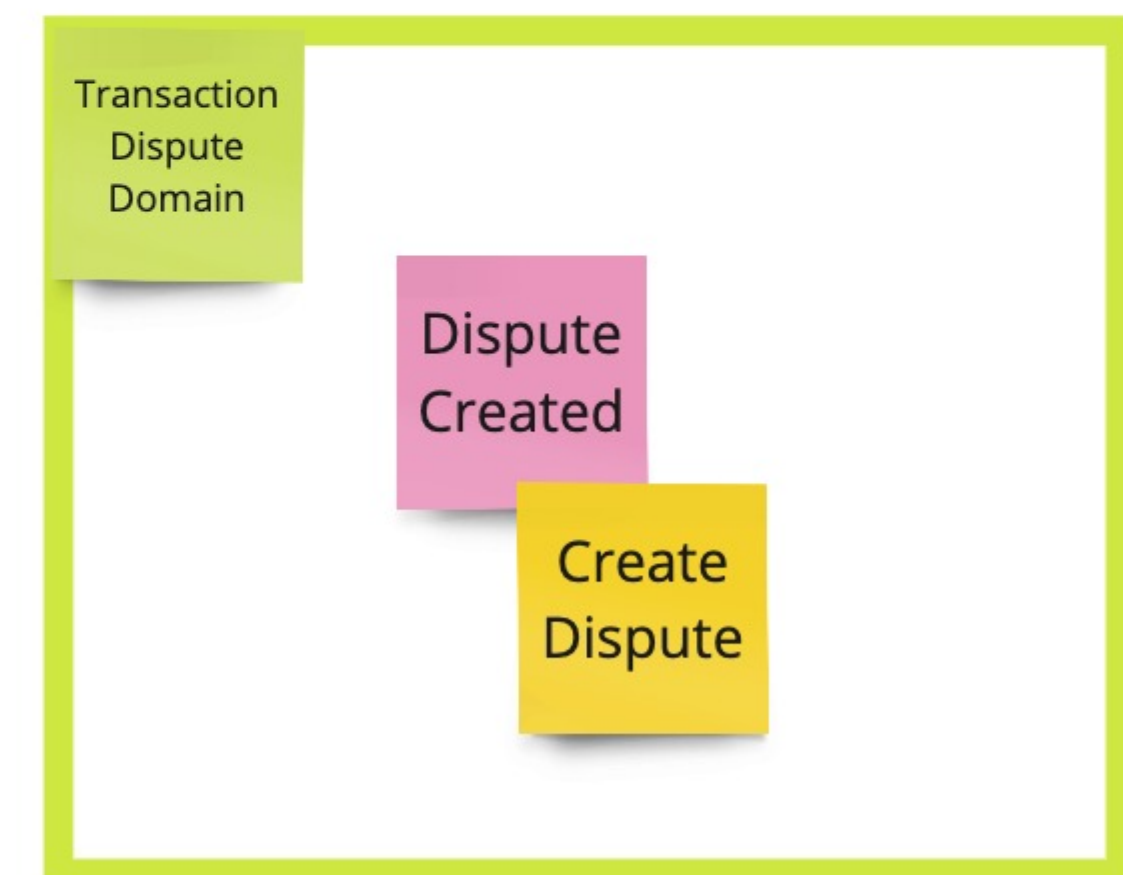 Transaction
Dispute
Domain
Dispute
Created
Create
Dispute